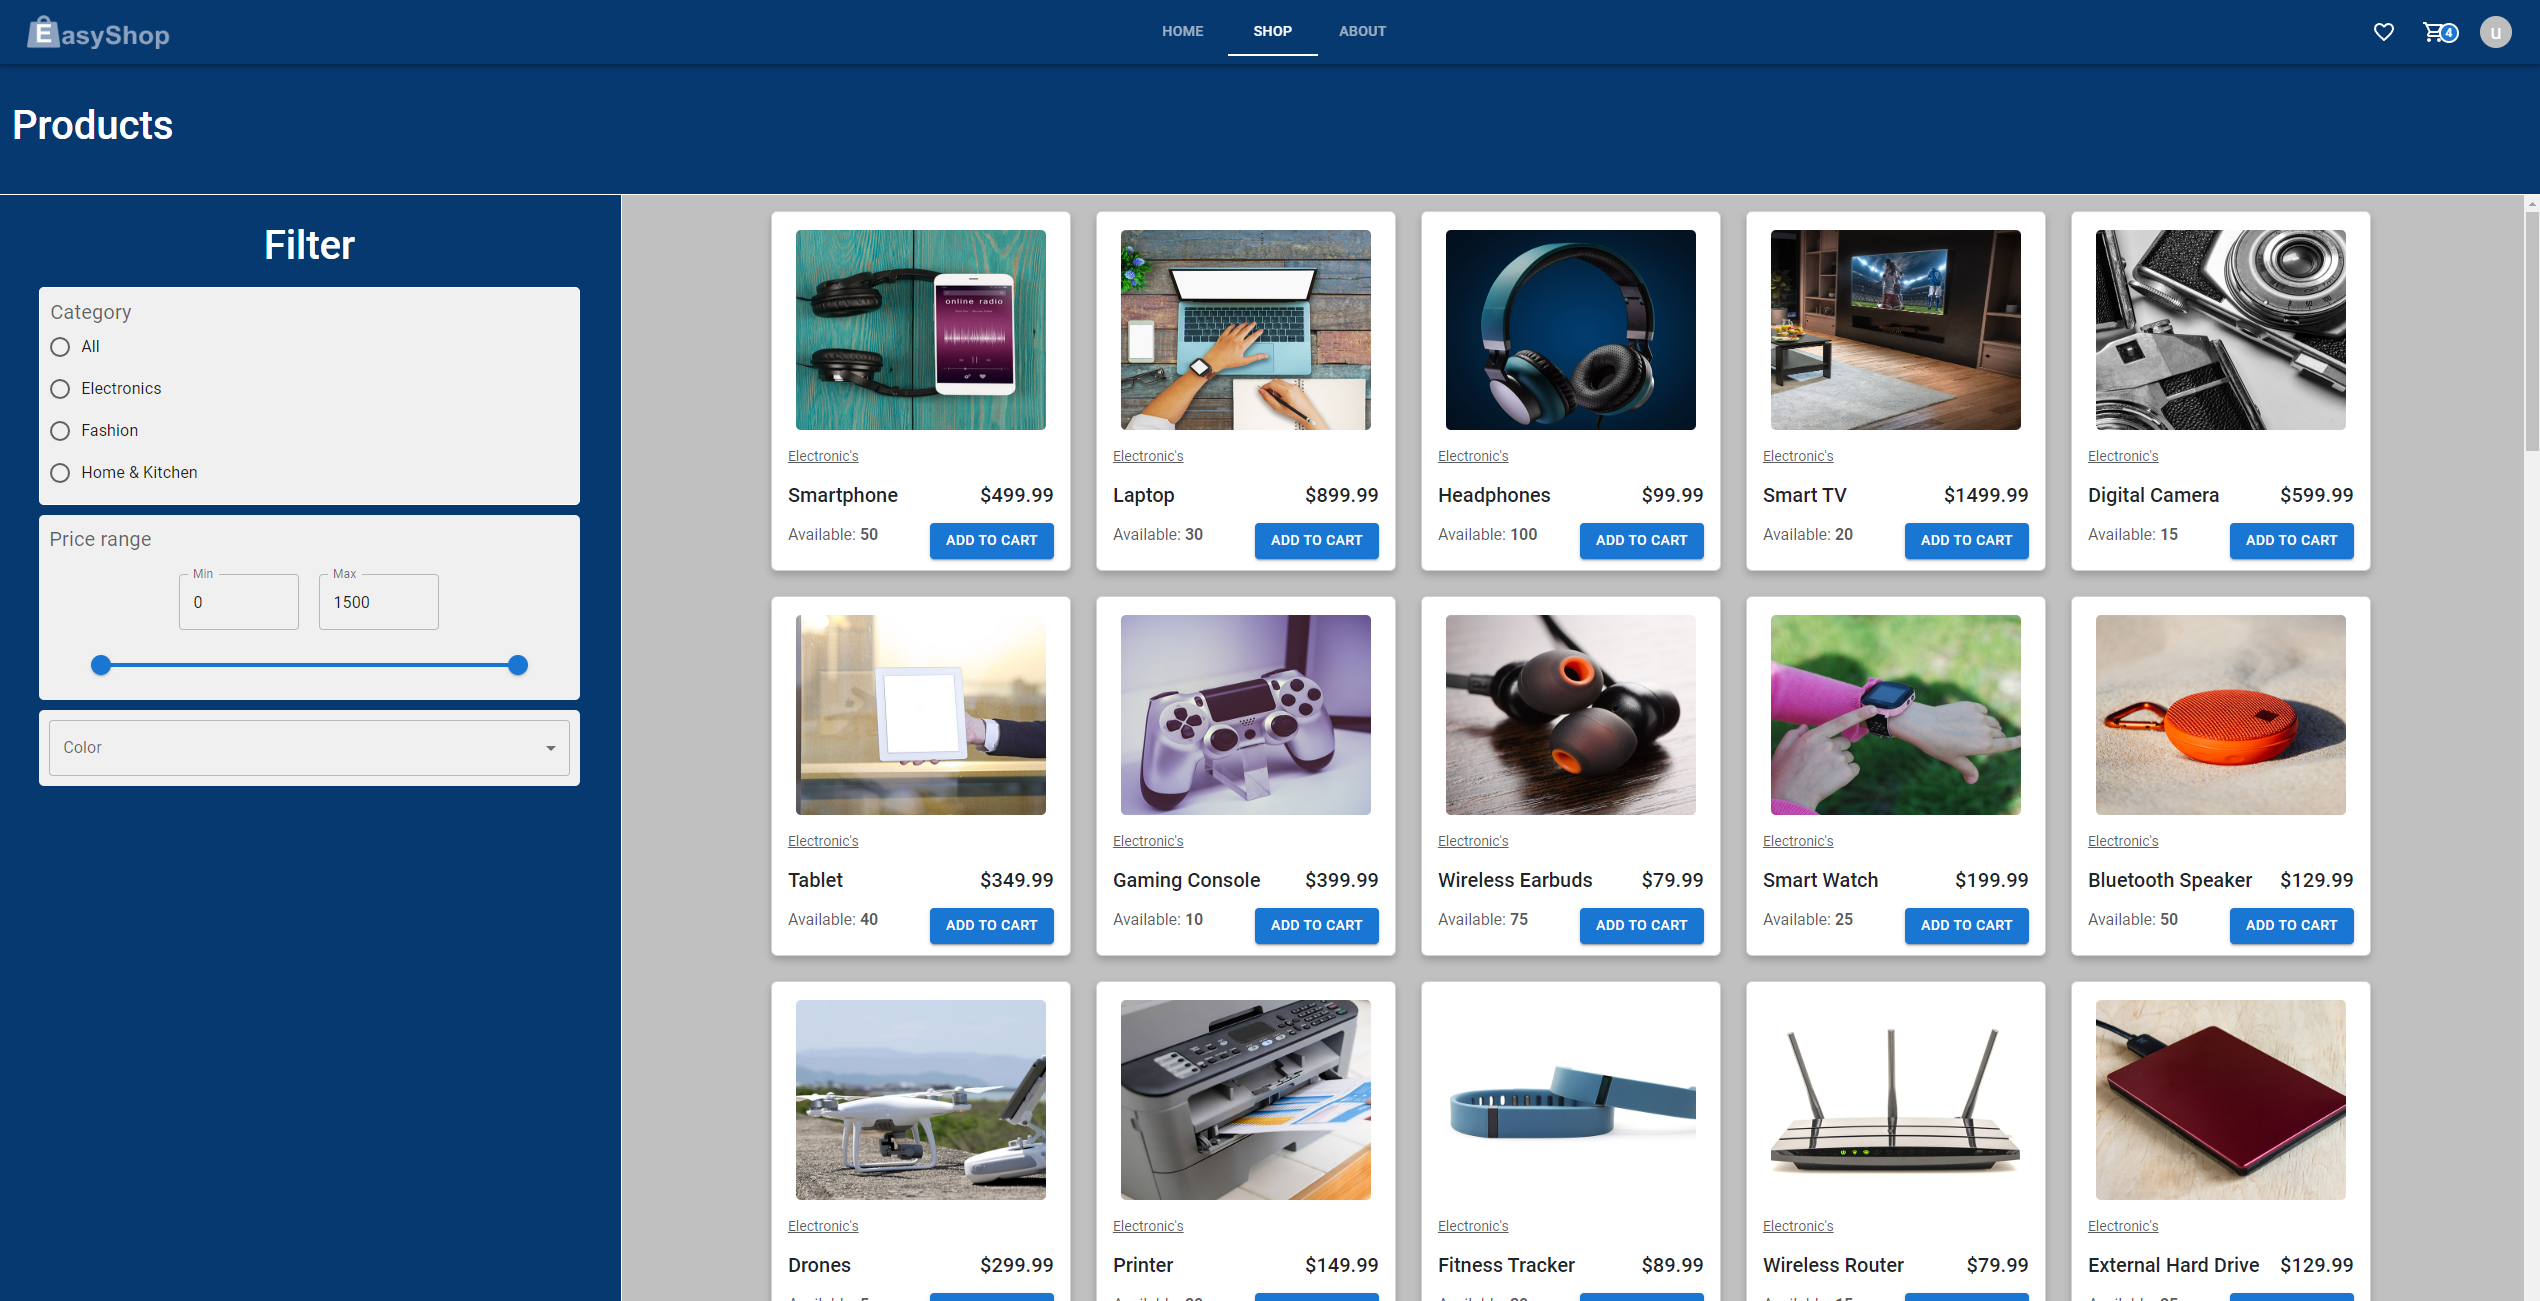 EasyShop
HOME SHOP ABOUT
4
u
Products
Filter
Category
All
Electronics
Fashion
Home & Kitchen
Price range
Min Max
0 1500
Color
online radio
Electronic's Electronic's Electronic's Electronic's Electronic's
Smartphone $499.99 Laptop $899.99 Headphones $99.99 Smart TV $1499.99 Digital Camera $599.99
Available: 50 ADD TO CART Available: 30 ADD TO CART Available: 100 ADD TO CART Available: 20 ADD TO CART Available: 15 ADD TO CART
Electronic's Electronic's Electronic's Electronic's Electronic's
Tablet $349.99 Gaming Console $399.99 Wireless Earbuds $79.99 Smart Watch $199.99 Bluetooth Speaker $129.99
Available: 40 ADD TO CART Available: 10 ADD TO CART Available: 75 ADD TO CART Available: 25 ADD TO CART Available: 50 ADD TO CART
Electronic's Electronic's Electronic's Electronic's Electronic's
Drones $299.99 Printer $149.99 Fitness Tracker $89.99 Wireless Router $79.99 External Hard Drive $129.99